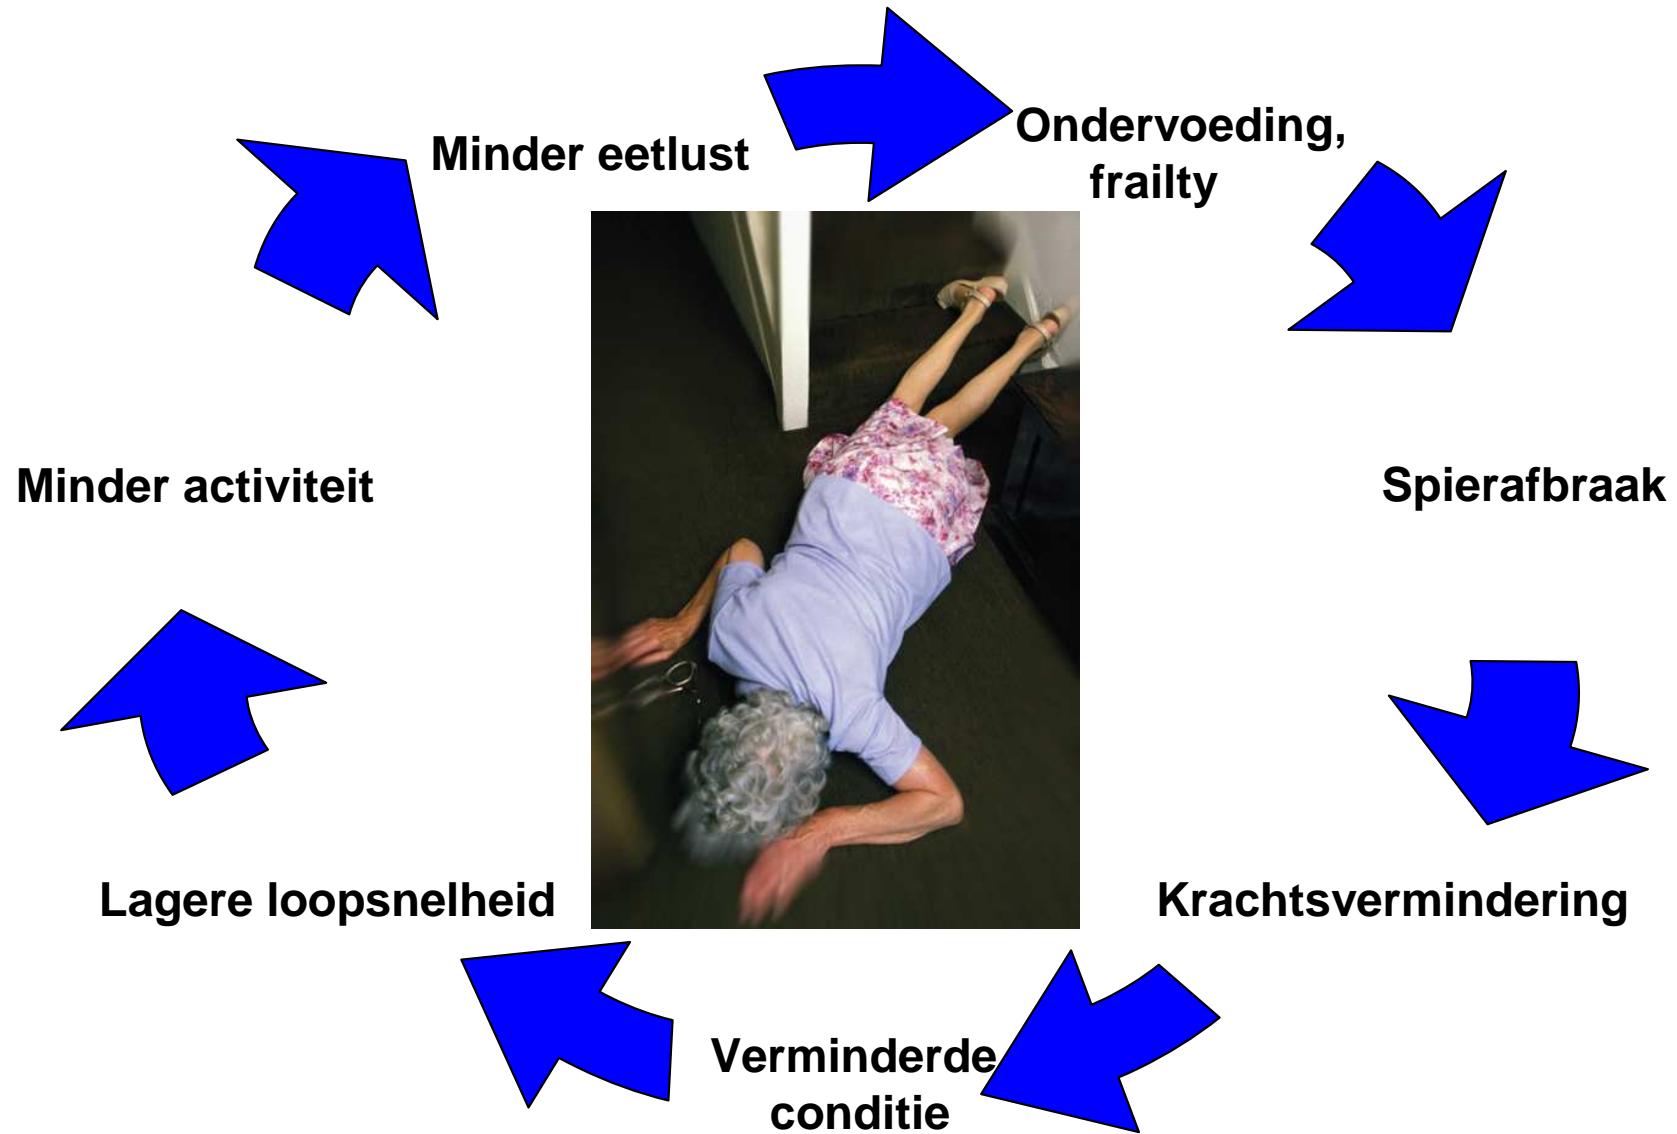 Minder eetlust
Ondervoeding,
frailty
Spierafbraak
Krachtsvermindering
Verminderde
conditie
Lagere loopsnelheid
Minder activiteit